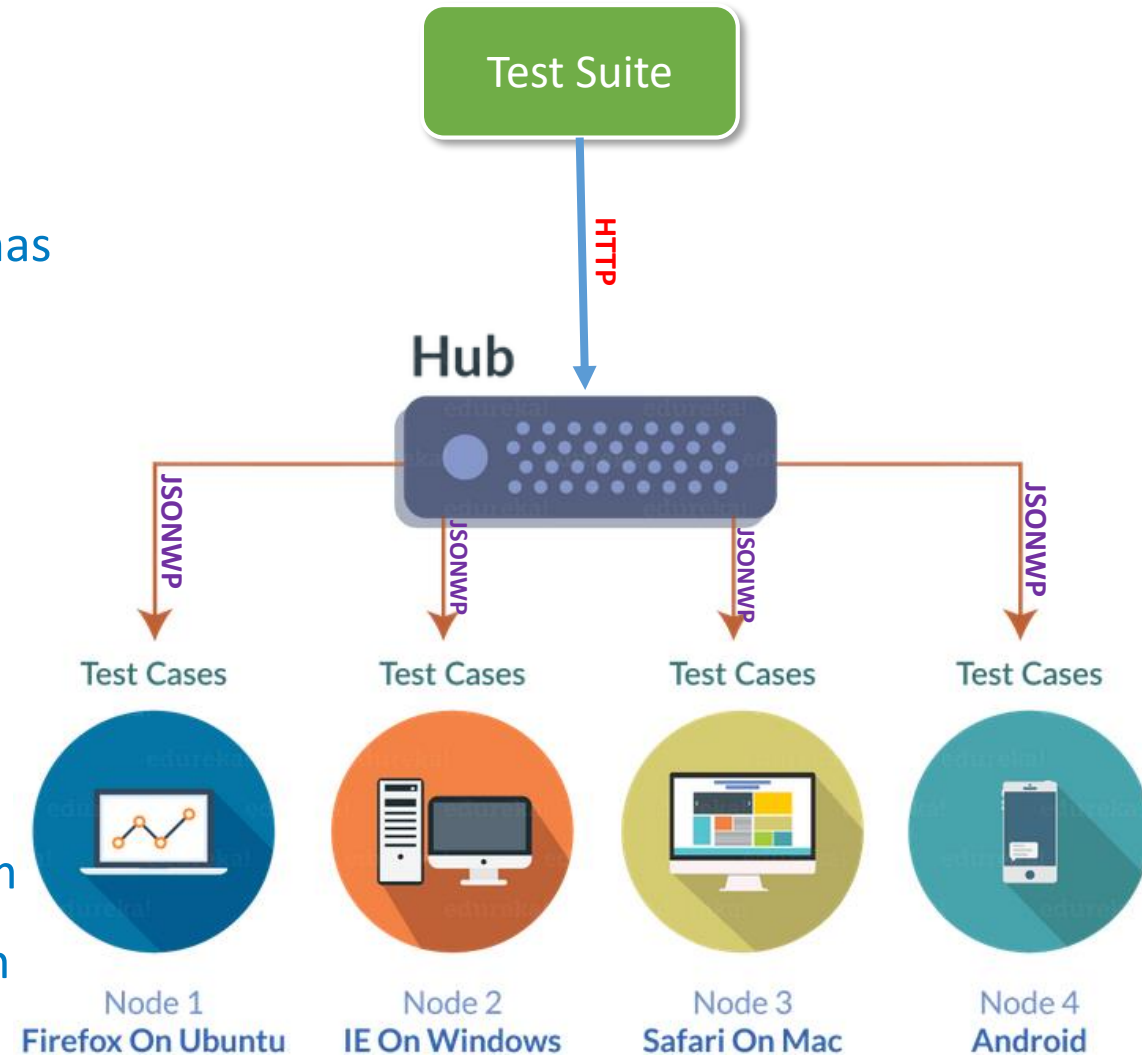 Test Suite
HTTP
has
Hub
JSONWP
JSONWP
JSONWP
JSONWP
Test Cases
Test Cases
Test Cases
Test Cases
Node 1
Firefox On Ubuntu
Node 2
IE On Windows
Node 3
Safari On Mac
Node 4
Android